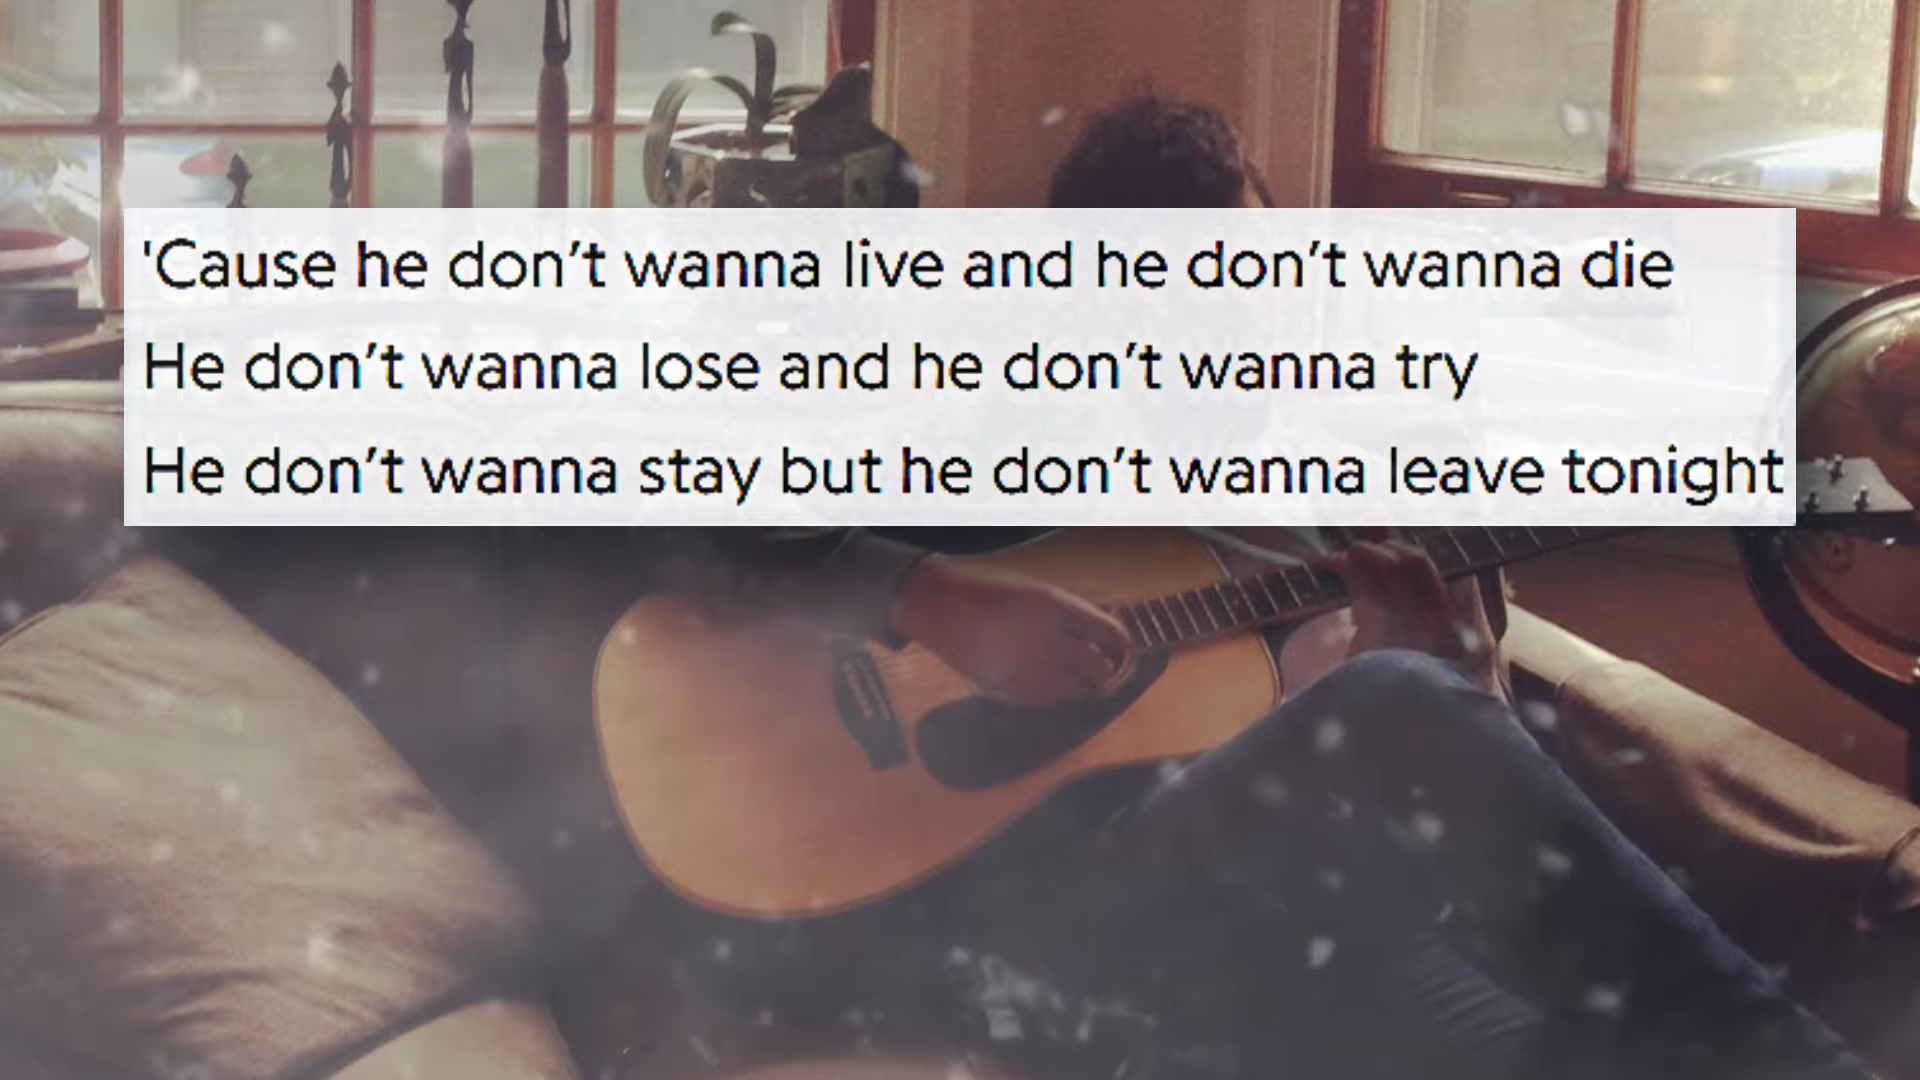 'Cause he don’t wanna live and he don’t wanna die
He don’t wanna lose and he don’t wanna try
He don’t wanna stay but he don’t wanna leave tonight